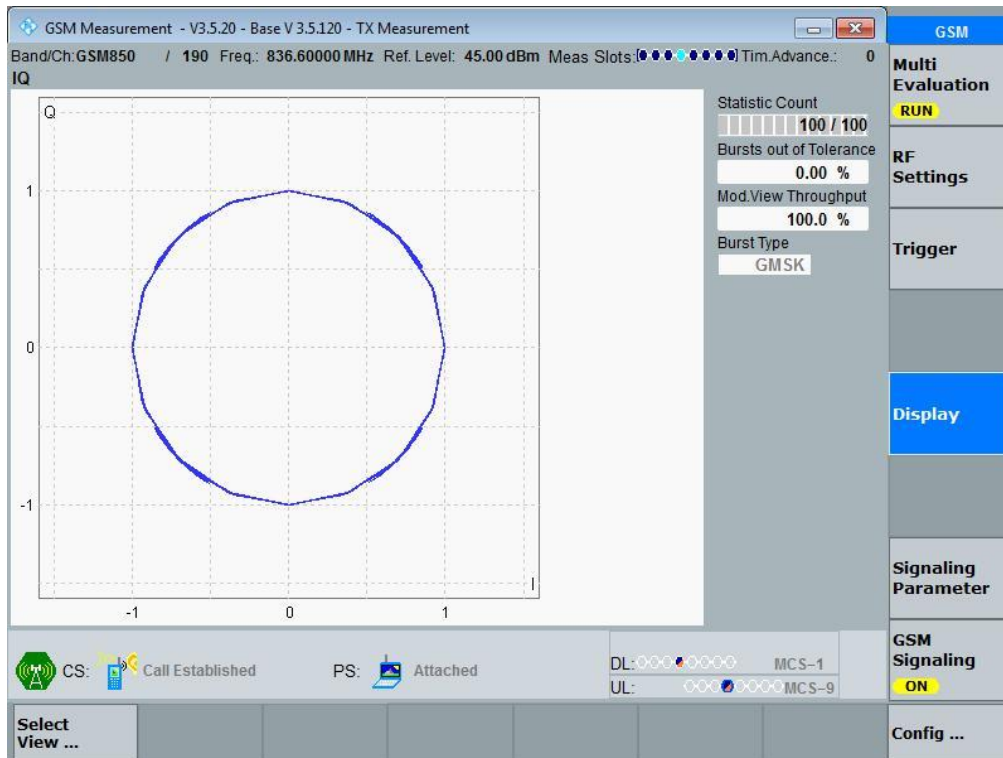 GSM Measurement - V3.5.20 - Base V 3.5.120 - TX Measurement
Band/Ch: GSM850 / 190 Freq.: 836.60000 MHz Ref. Level: 45.00 dBm Meas Slots: Tim.Advance.: 0
IQ
Q
1
0
-1
-1 0 1
I
Statistic Count
100 / 100
Bursts out of Tolerance
0.00 %
Mod.View Throughput
100.0 %
Burst Type
GMSK
CS: Call Established PS: Attached
DL: MCS-1
UL: MCS-9
Select
View ...
GSM
Multi
Evaluation
RUN
RF
Settings
Trigger
Display
Signaling
Parameter
GSM
Signaling
ON
Config ...